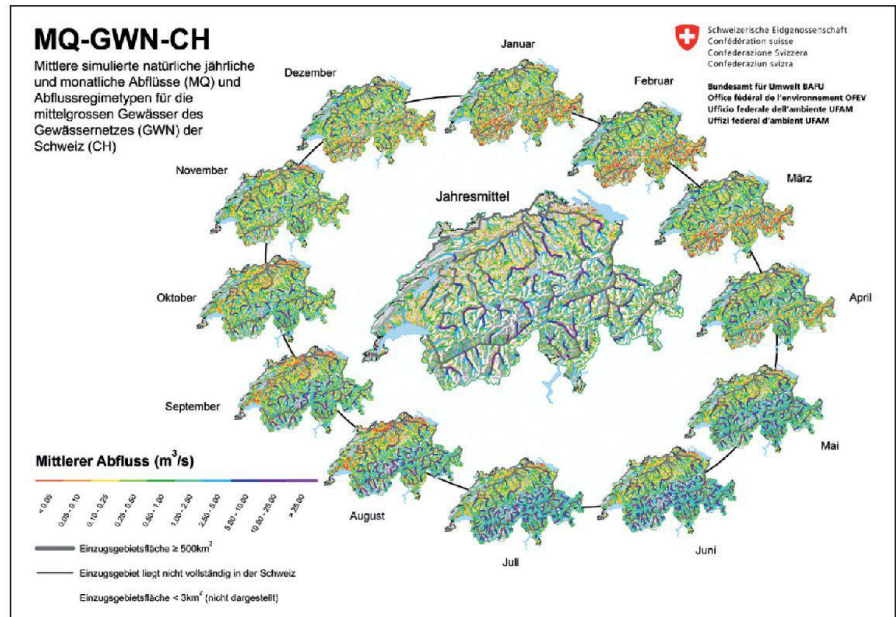 MQ-GWN-CH
Mittlere simulierte natürliche jährliche
und monatliche Abflüsse (MQ) und
Abflussregimetypen für die
mittelgrossen Gewässer des
Gewässernetzes (GWN) der
Schweiz (CH)
Schweizerische Eidgenossenschaft
Confédération suisse
Confederazione Svizzera
Confederaziun svizra
Bundesamt für Umwelt BAFU
Office fédéral de l'environnement OFEV
Ufficio federale dell'ambiente UFAM
Uffizi federal d'ambient UFAM
Januar
Februar
März
April
Mai
Juni
Juli
August
September
Oktober
November
Dezember
Jahresmittel
Mittlerer Abfluss (m³/s)
< 0.05
0.05 - 0.10
0.10 - 0.25
0.25 - 0.50
0.50 - 1.00
1.00 - 2.50
2.50 - 5.00
5.00 - 10.00
10.00 - 25.00
> 25.00
Einzugsgebietsfläche ≥ 500km²
Einzugsgebiet liegt nicht vollständig in der Schweiz
Einzugsgebietsfläche < 3km² (nicht dargestellt)